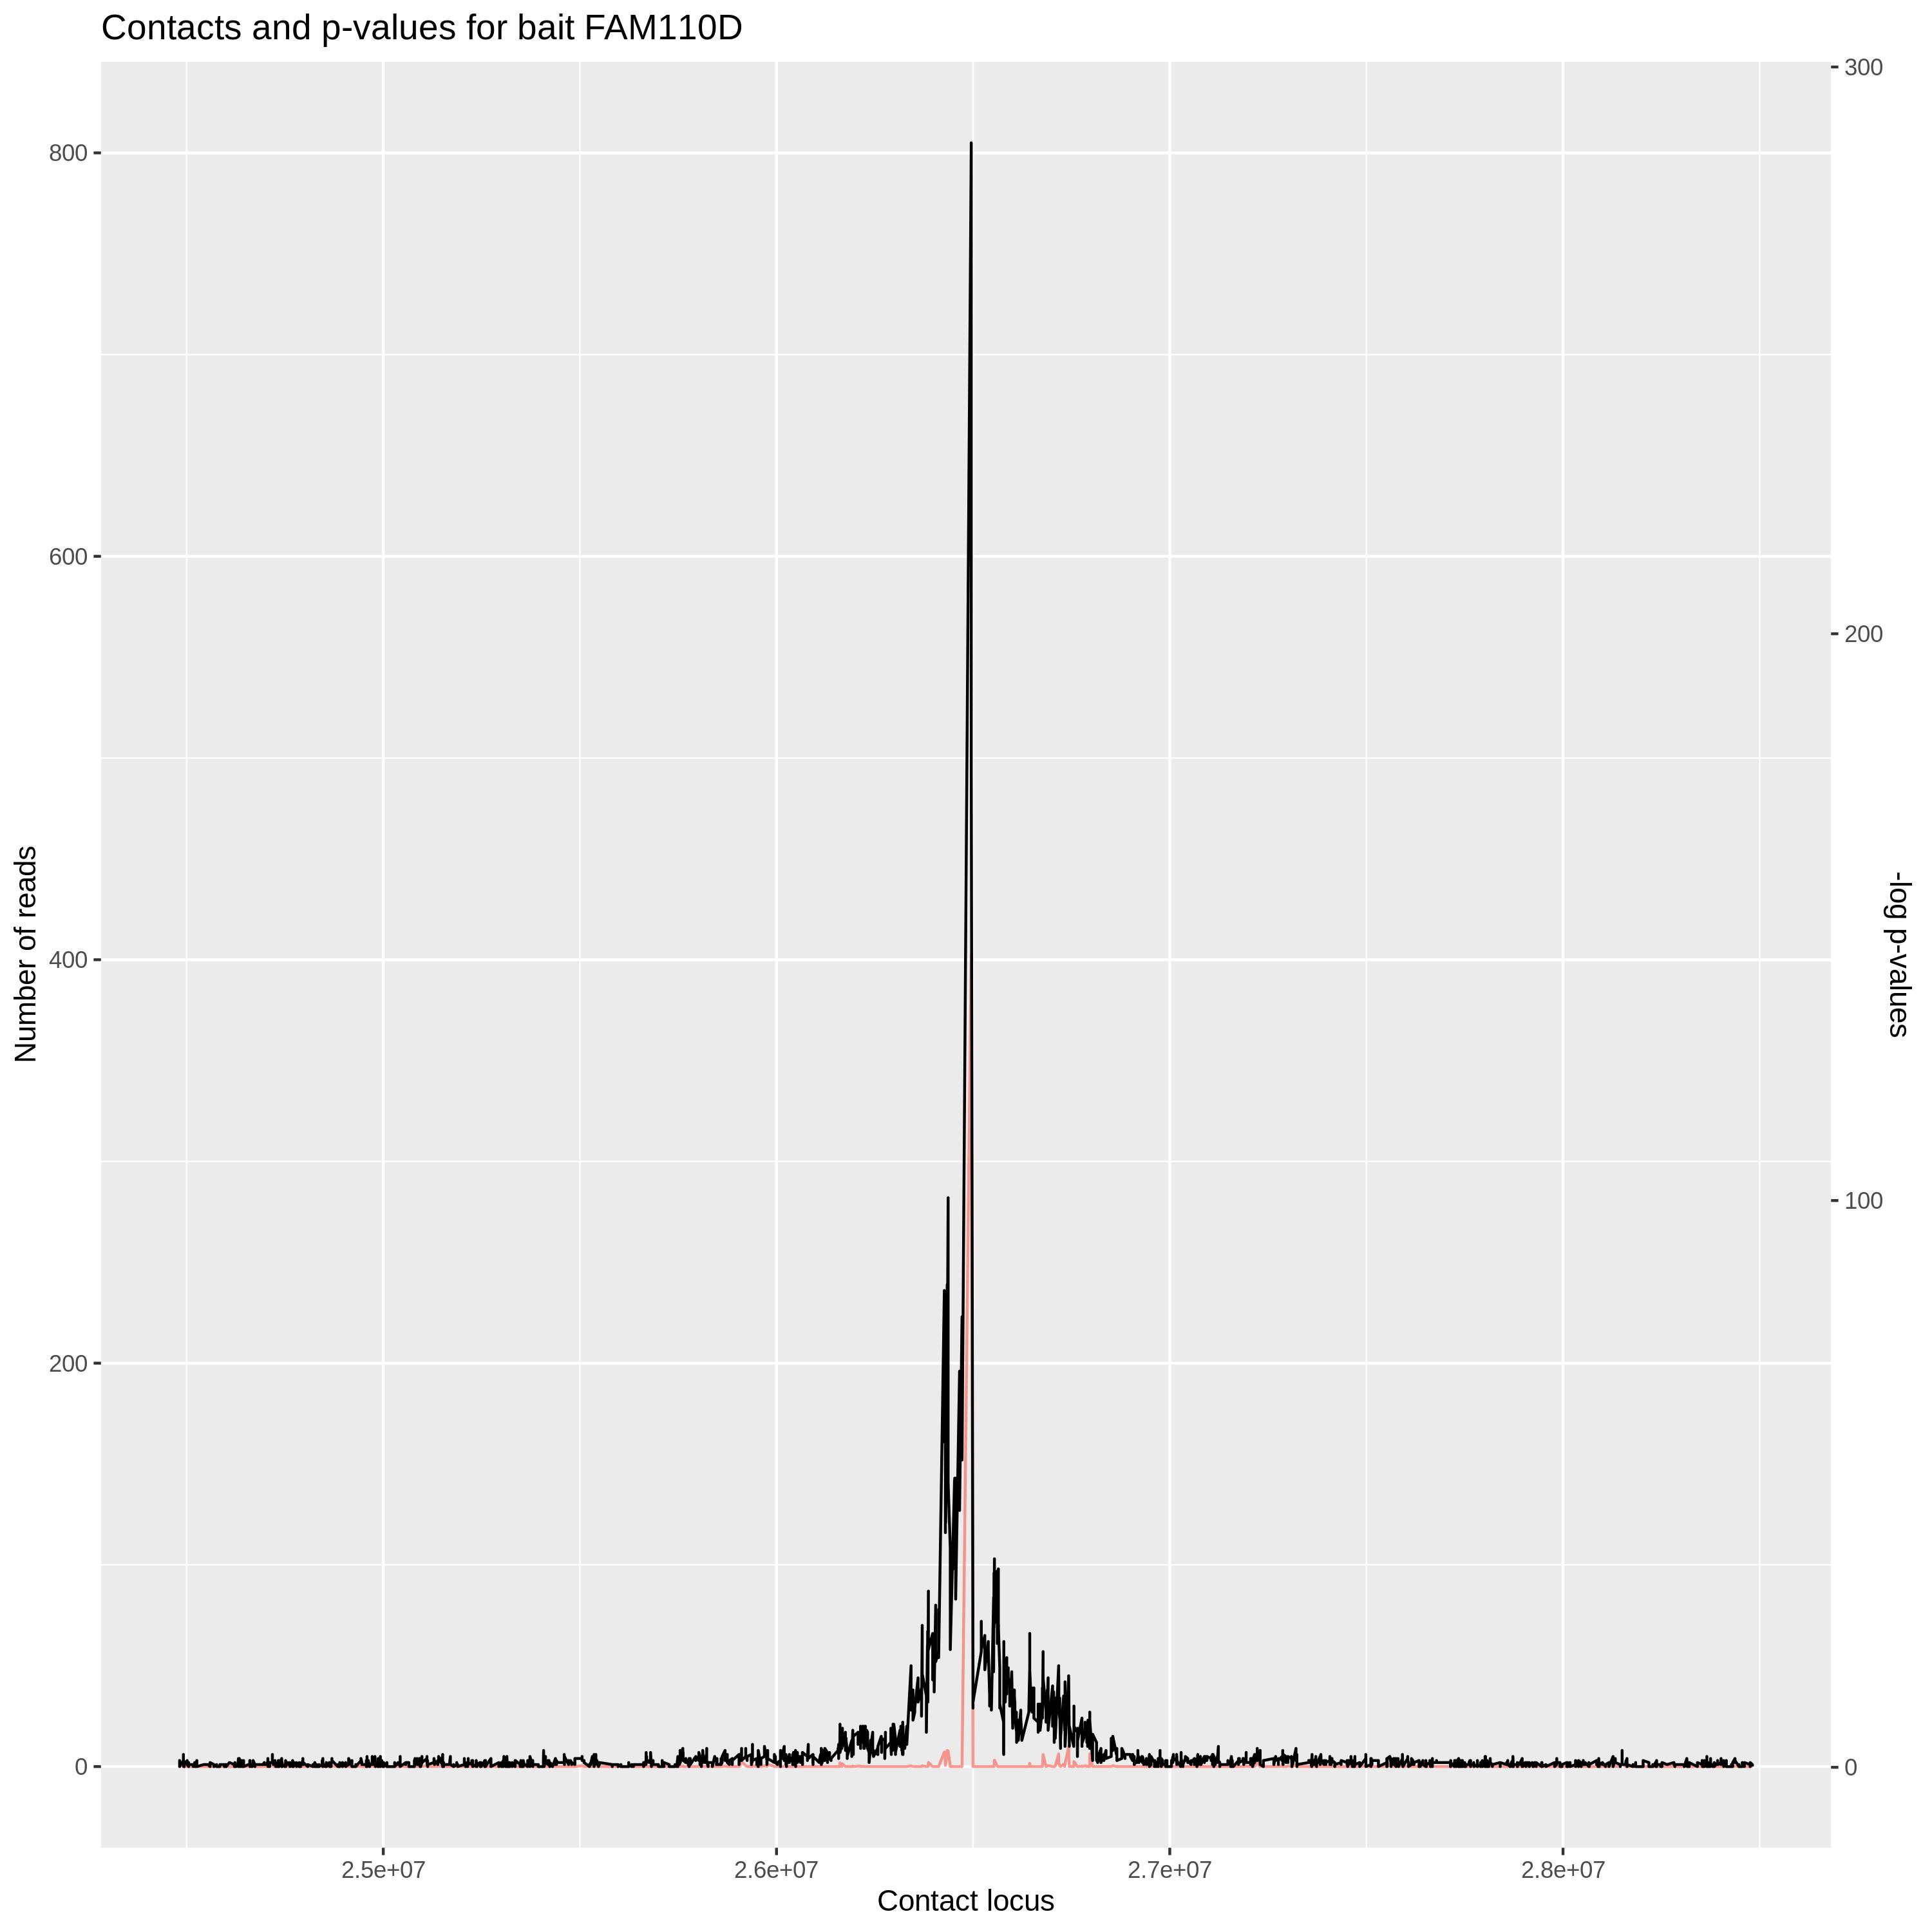 Contacts and p-values for bait FAM110D
300
800
600
200
Number of reads
-log p-values
400
100
200
0
0
2.5e+07
2.6e+07
2.7e+07
2.8e+07
Contact locus